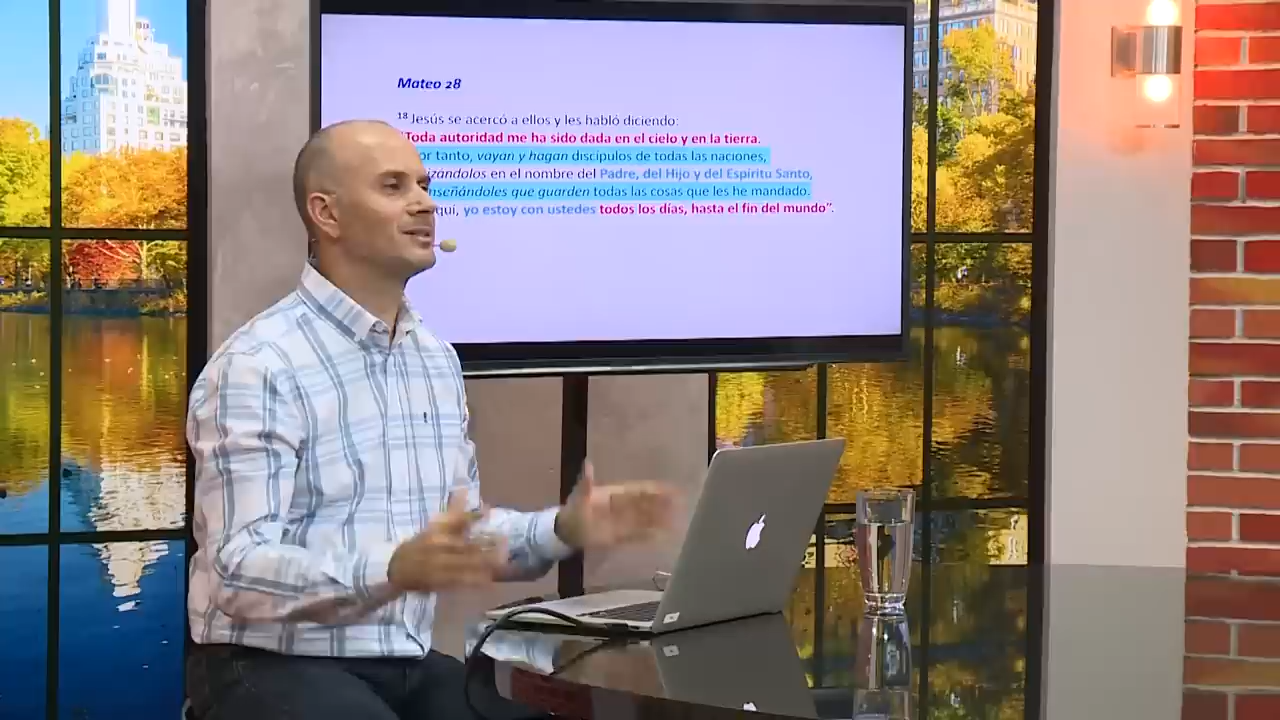 Mateo 28
18 Jesús se acercó a ellos y les habló diciendo:
“Toda autoridad me ha sido dada en el cielo y en la tierra.
tanto, vayan y hagan discípulos de todas las naciones,
en el nombre del Padre, del Hijo y del Espíritu Santo,
que guarden todas las cosas que les he mandado.
yo estoy con ustedes todos los días, hasta el fin del mundo”.